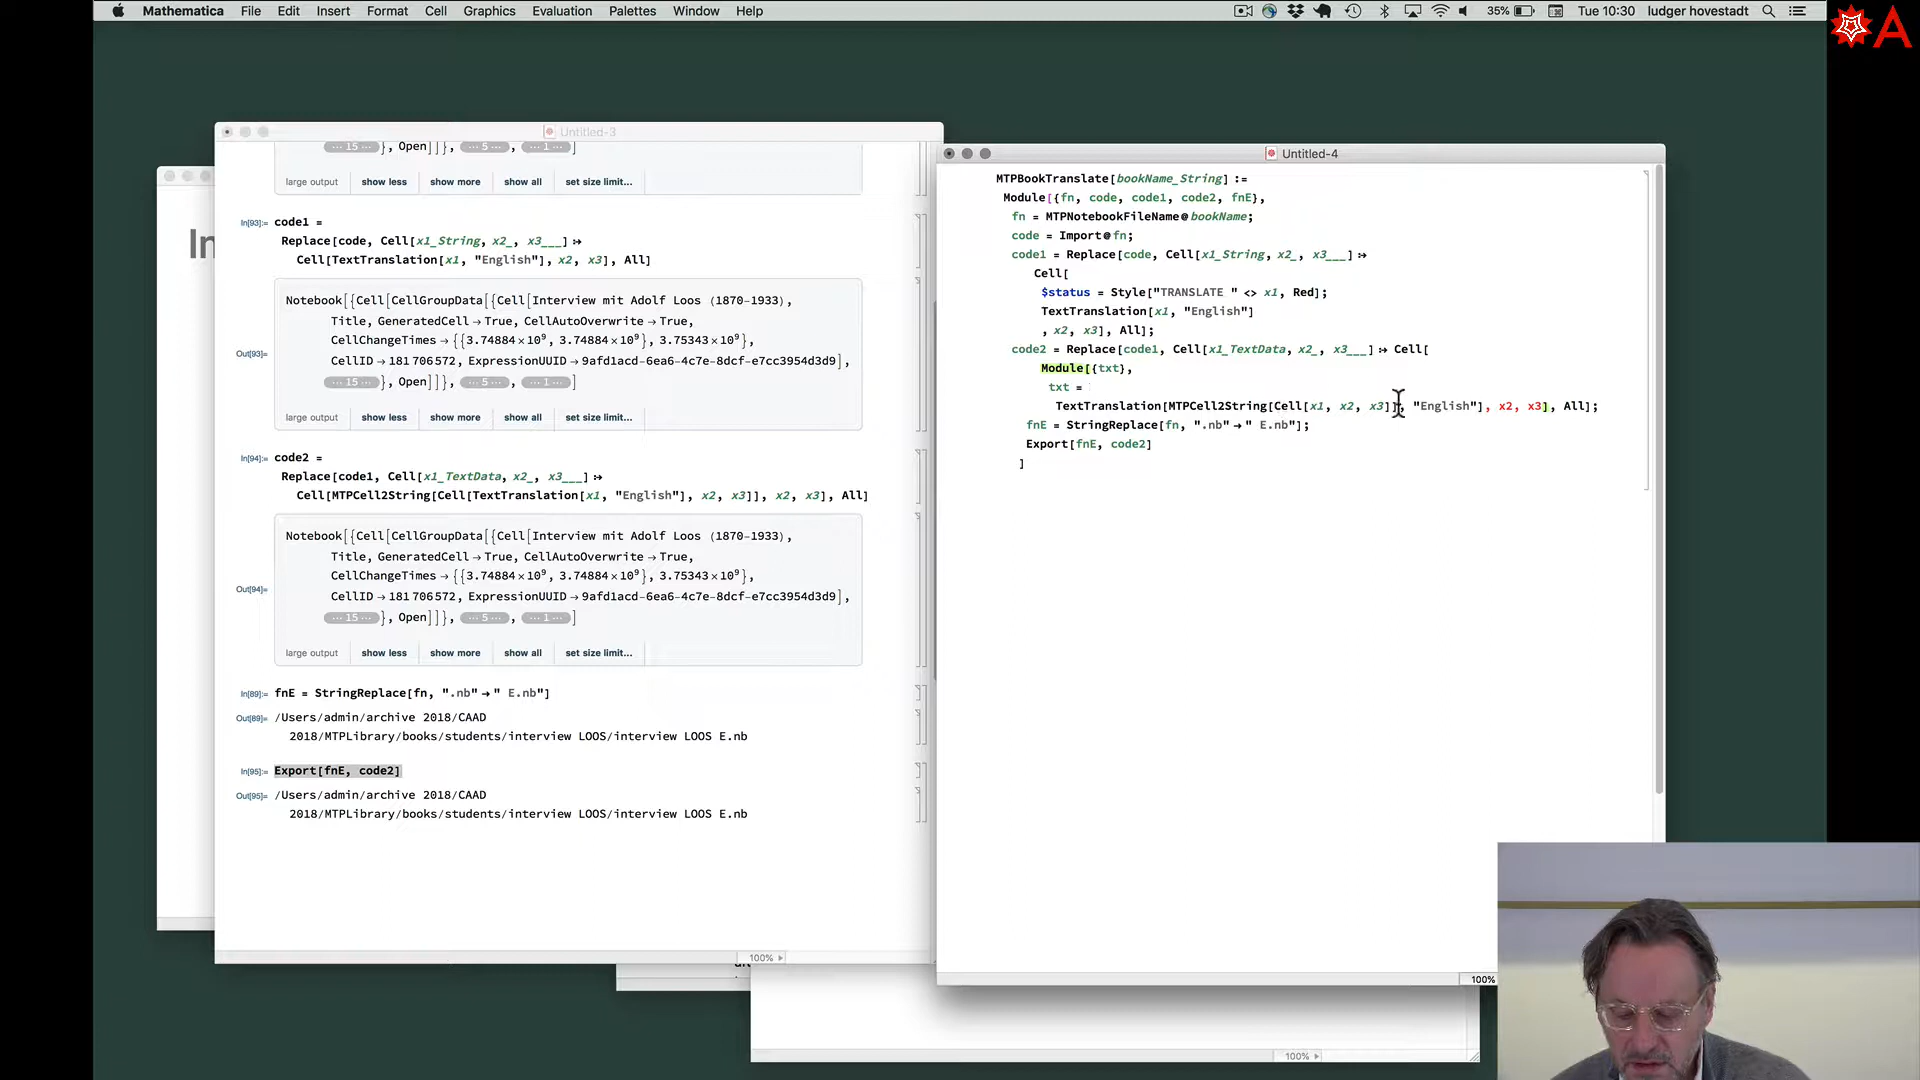 Mathematica File Edit Insert Format Cell Graphics Evaluation Palettes Window Help 35% Tue 10:30 ludger hovestadt
A
In
Untitled-3
··· 15 ··· }, Open]]}, ··· 5 ···, ··· 1 ··· ]
large output show less show more show all set size limit...
In[93]:= code1 =
Replace[code, Cell[x1_String, x2_, x3___] :→
Cell[TextTranslation[x1, "English"], x2, x3], All]
Out[93]= Notebook[{Cell[CellGroupData[{Cell[Interview mit Adolf Loos (1870–1933),
Title, GeneratedCell → True, CellAutoOverwrite → True,
CellChangeTimes → {{3.74884 × 10⁹, 3.74884 × 10⁹}, 3.75343 × 10⁹},
CellID → 181 706 572, ExpressionUUID → 9afd1acd-6ea6-4c7e-8dcf-e7cc3954d3d9],
··· 15 ··· }, Open]]}, ··· 5 ···, ··· 1 ··· ]
large output show less show more show all set size limit...
In[94]:= code2 =
Replace[code1, Cell[x1_TextData, x2_, x3___] :→
Cell[MTPCell2String[Cell[TextTranslation[x1, "English"], x2, x3]], x2, x3], All]
Out[94]= Notebook[{Cell[CellGroupData[{Cell[Interview mit Adolf Loos (1870–1933),
Title, GeneratedCell → True, CellAutoOverwrite → True,
CellChangeTimes → {{3.74884 × 10⁹, 3.74884 × 10⁹}, 3.75343 × 10⁹},
CellID → 181 706 572, ExpressionUUID → 9afd1acd-6ea6-4c7e-8dcf-e7cc3954d3d9],
··· 15 ··· }, Open]]}, ··· 5 ···, ··· 1 ··· ]
large output show less show more show all set size limit...
In[89]:= fnE = StringReplace[fn, ".nb" → " E.nb"]
Out[89]= /Users/admin/archive 2018/CAAD
2018/MTPLibrary/books/students/interview LOOS/interview LOOS E.nb
In[95]:= Export[fnE, code2]
Out[95]= /Users/admin/archive 2018/CAAD
2018/MTPLibrary/books/students/interview LOOS/interview LOOS E.nb
100%
Untitled-4
MTPBookTranslate[bookName_String] :=
Module[{fn, code, code1, code2, fnE},
fn = MTPNotebookFileName@bookName;
code = Import@fn;
code1 = Replace[code, Cell[x1_String, x2_, x3___] :→
Cell[
$status = Style["TRANSLATE " <> x1, Red];
TextTranslation[x1, "English"]
, x2, x3], All];
code2 = Replace[code1, Cell[x1_TextData, x2_, x3___] :→ Cell[
Module[{txt},
txt =
TextTranslation[MTPCell2String[Cell[x1, x2, x3]], "English"], x2, x3], All];
fnE = StringReplace[fn, ".nb" → " E.nb"];
Export[fnE, code2]
]
100%
100%